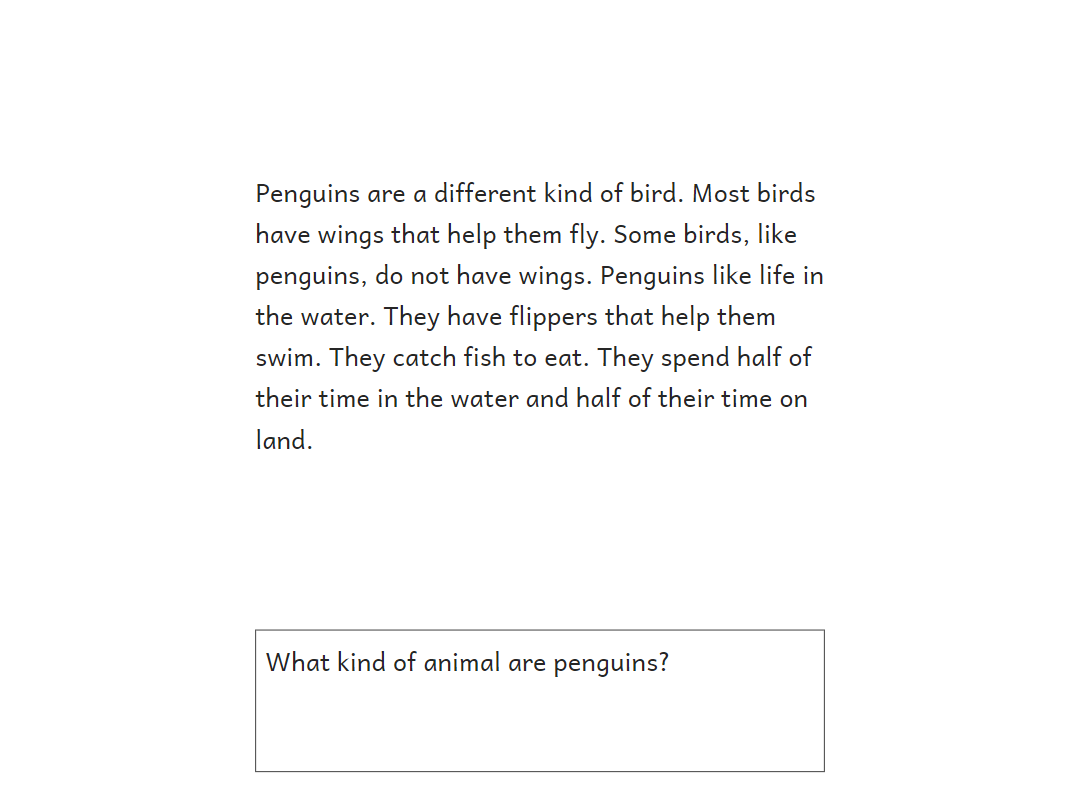 Penguins are a different kind of bird. Most birds
have wings that help them fly. Some birds, like
penguins, do not have wings. Penguins like life in
the water. They have flippers that help them
swim. They catch fish to eat. They spend half of
their time in the water and half of their time on
land.
What kind of animal are penguins?